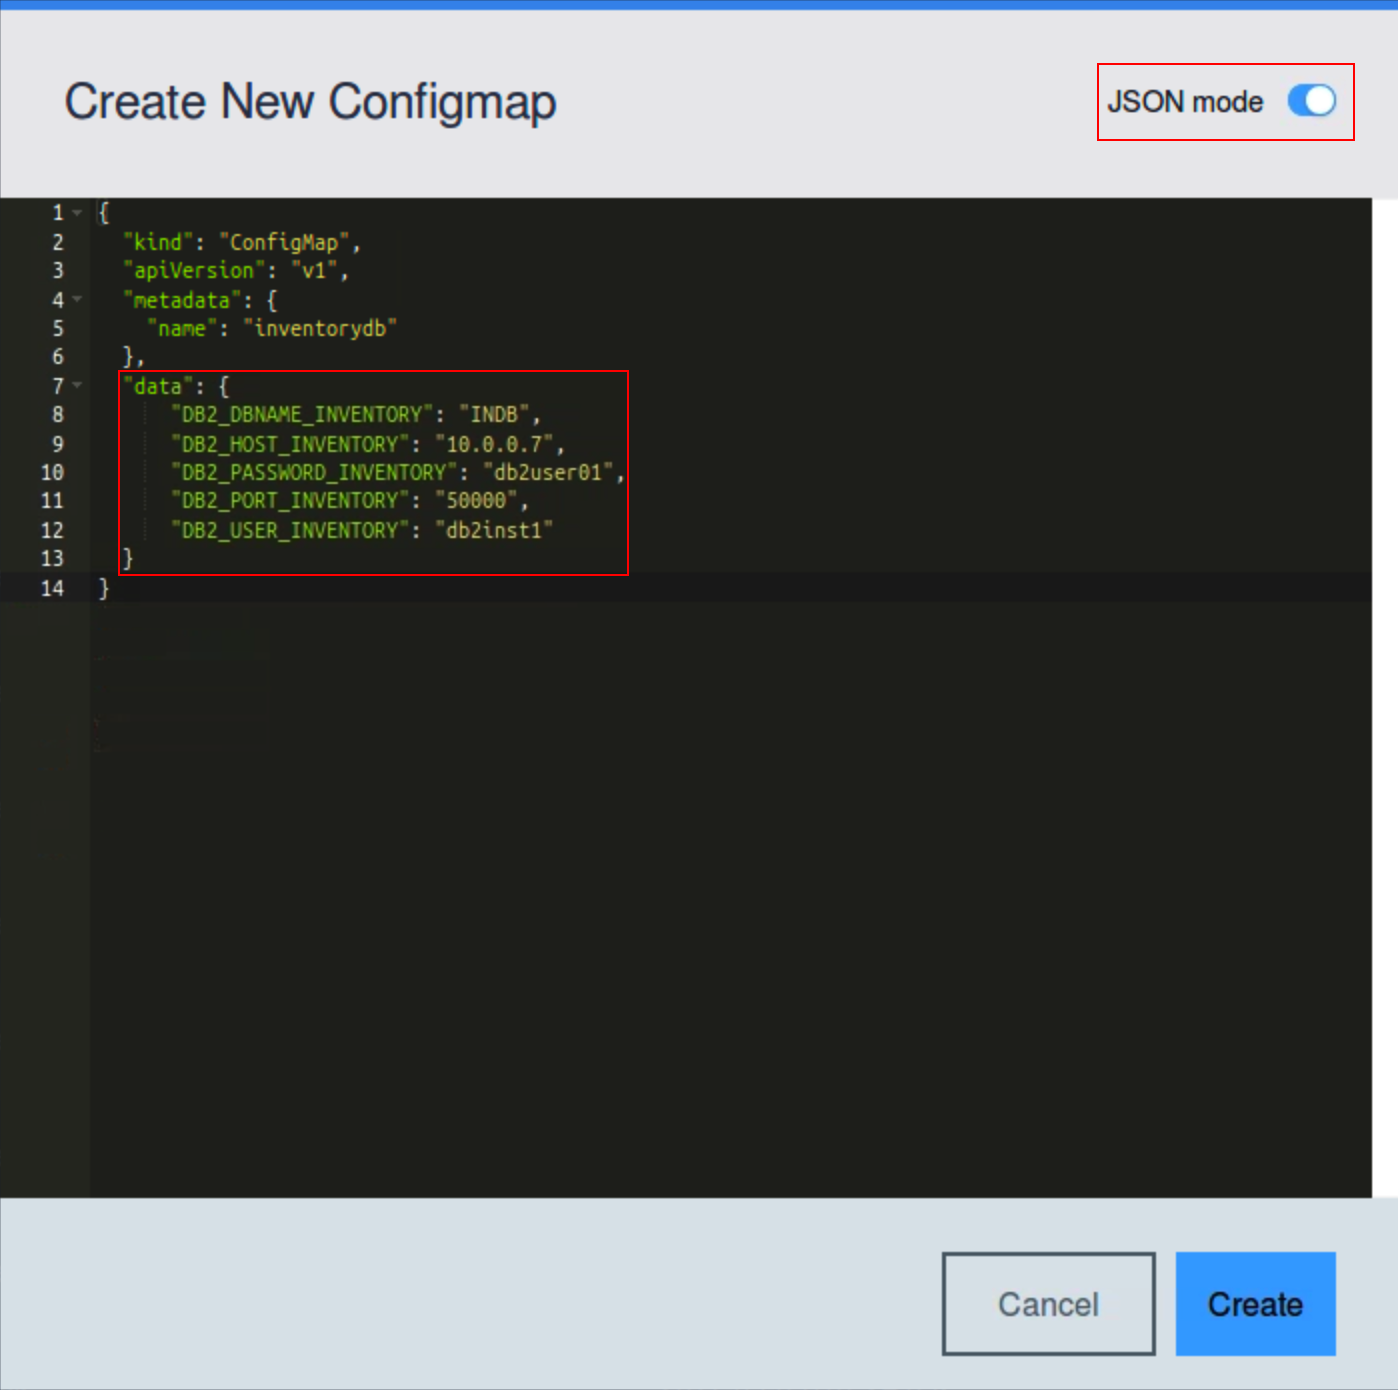 Create New Configmap
JSON mode
1 {
2 "kind": "ConfigMap",
3 "apiVersion": "v1",
4 "metadata": {
5 "name": "inventorydb"
6 },
7 "data": {
8 "DB2_DBNAME_INVENTORY": "INDB",
9 "DB2_HOST_INVENTORY": "10.0.0.7",
10 "DB2_PASSWORD_INVENTORY": "db2user01",
11 "DB2_PORT_INVENTORY": "50000",
12 "DB2_USER_INVENTORY": "db2inst1"
13 }
14 }
Cancel
Create